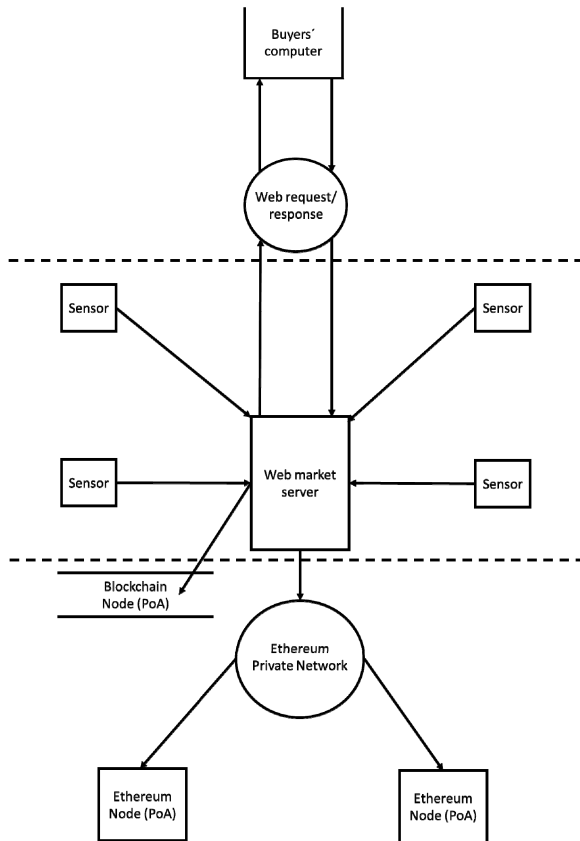 Buyers´
computer
Web request/
response
Sensor
Sensor
Sensor
Web market
server
Sensor
Blockchain
Node (PoA)
Ethereum
Private Network
Ethereum
Node (PoA)
Ethereum
Node (PoA)